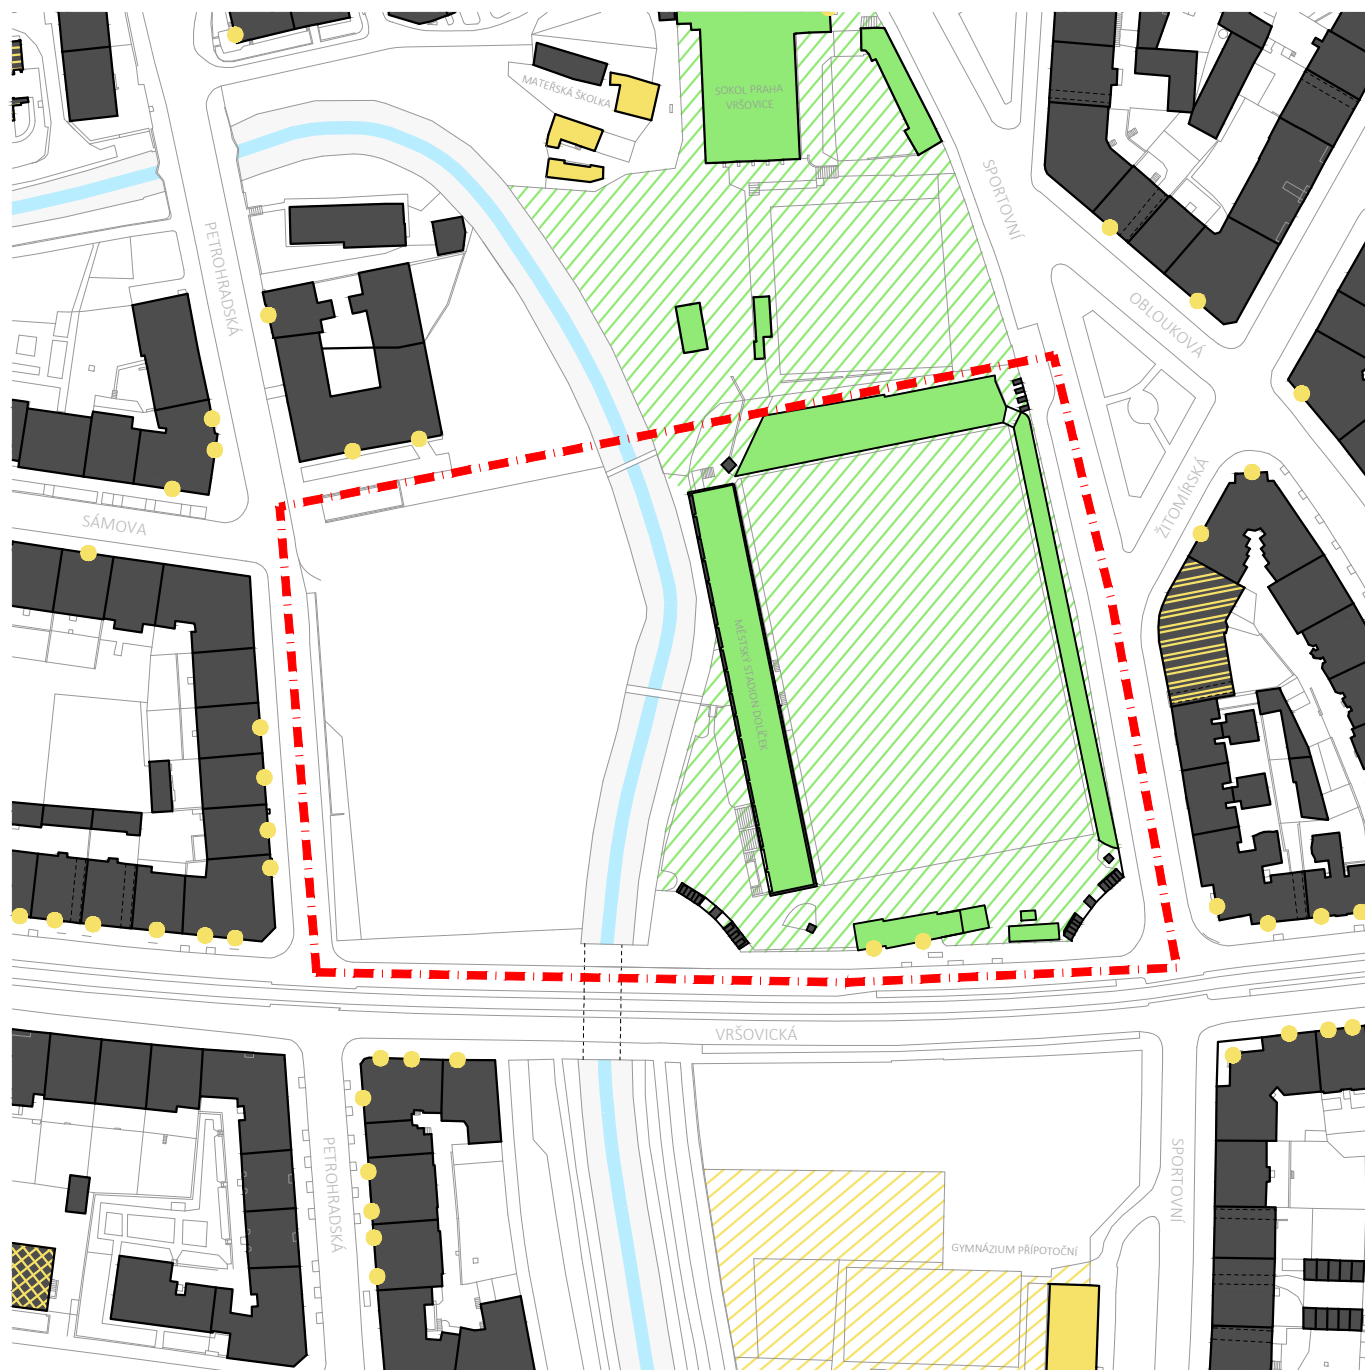 MATEŘSKÁ ŠKOLKA
SOKOL PRAHA
VRŠOVICE
SPORTOVNÍ
PETROHRADSKÁ
OBLOUKOVÁ
ŽITOMÍRSKÁ
SÁMOVA
MĚSTSKÝ STADION DOLÍČEK
VRŠOVICKÁ
PETROHRADSKÁ
SPORTOVNÍ
GYMNÁZIUM PŘÍPOTOČNÍ